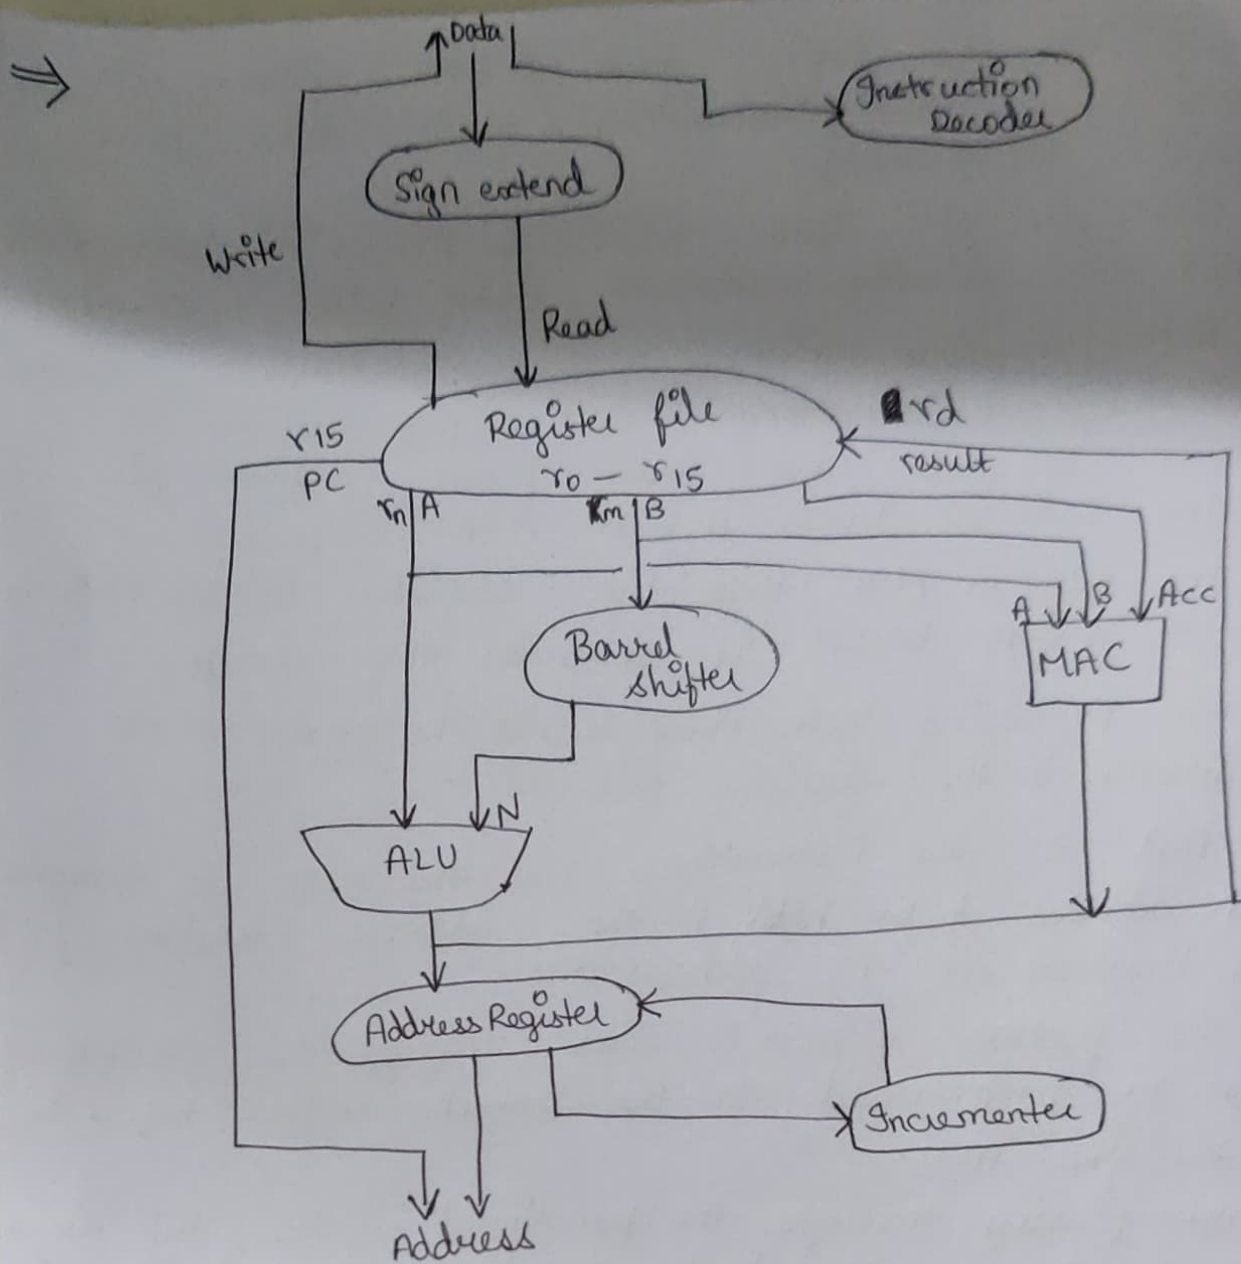 Data
Instruction
Decoder
Sign extend
Write
Read
Register file
r0 - r15
rd
result
r15
PC
rn A
rm B
A B Acc
Barrel
shifter
MAC
N
ALU
Address Register
Incrementer
Address